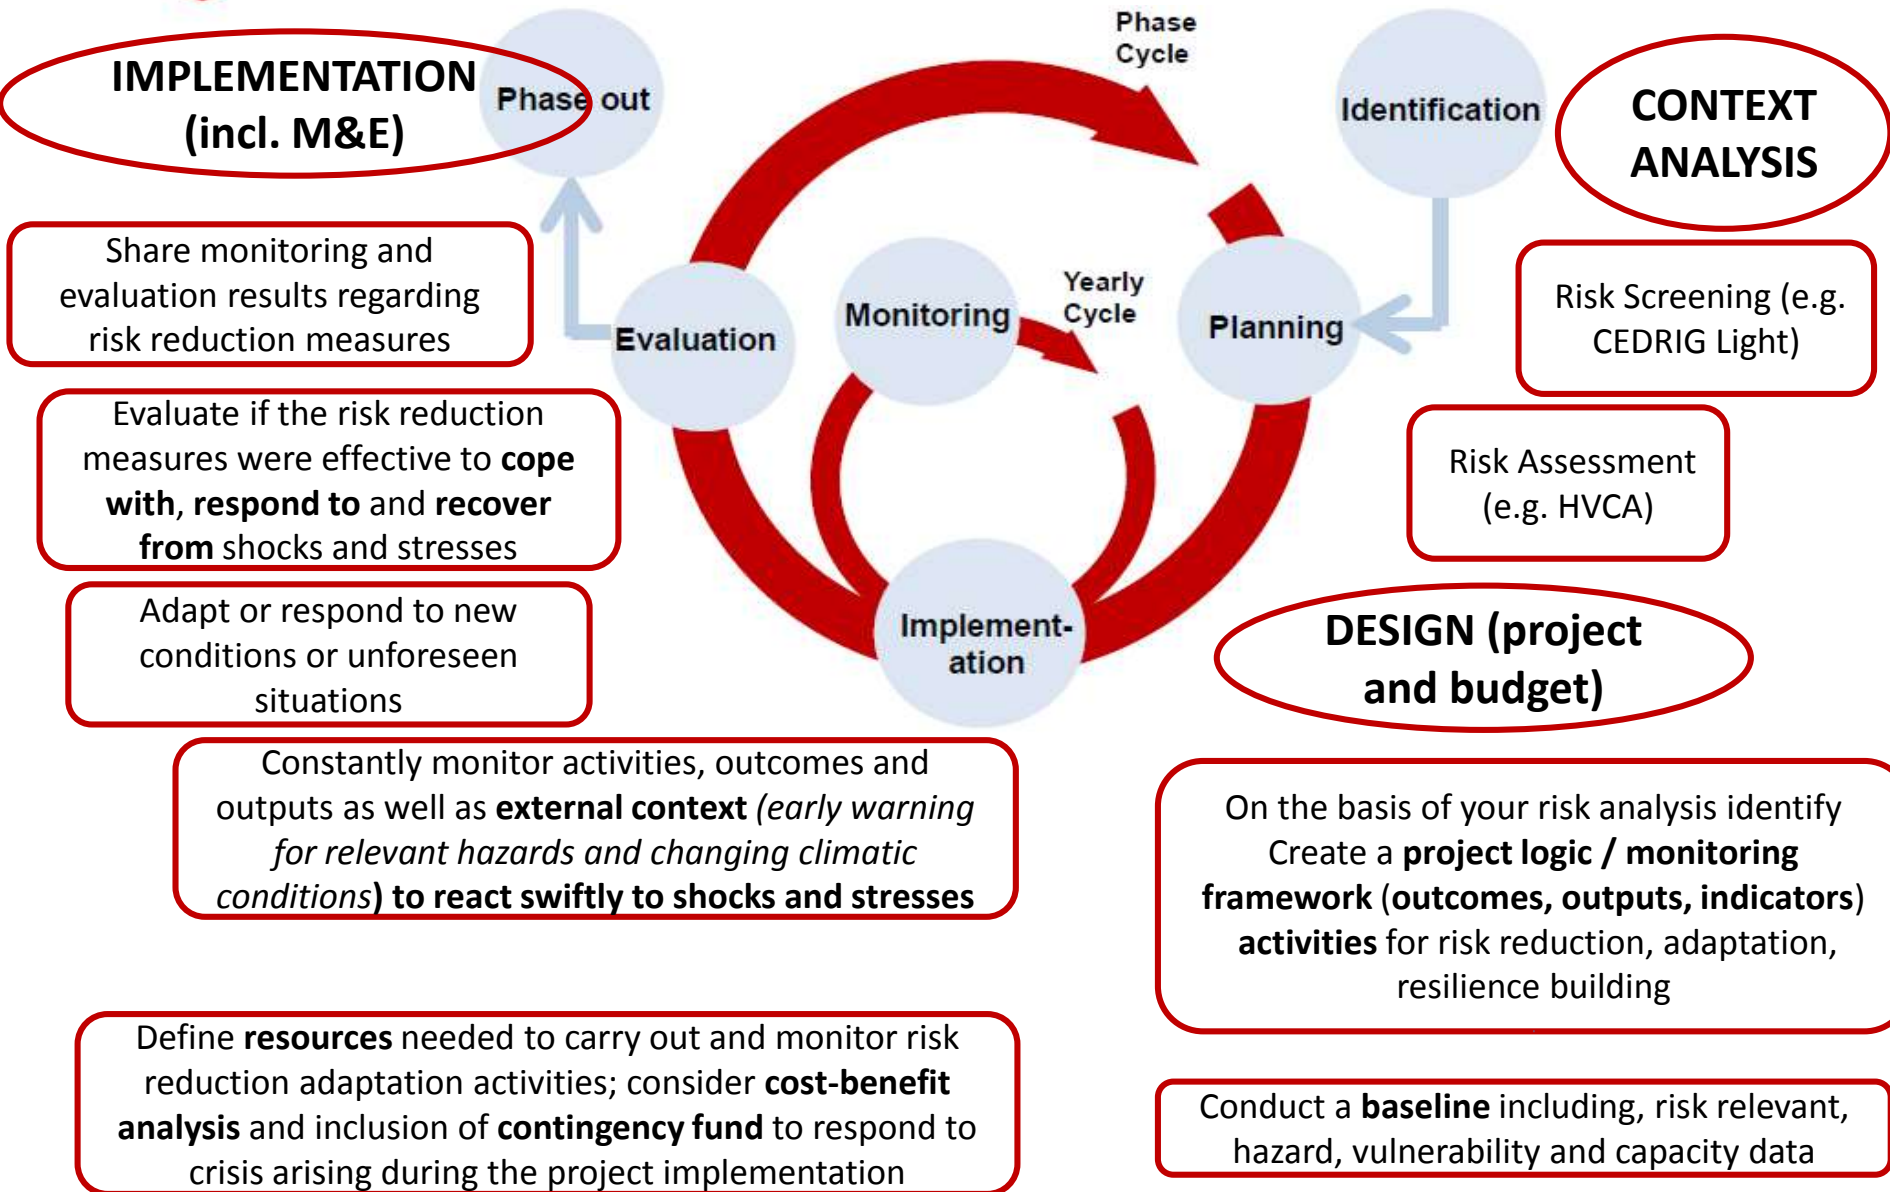 Phase
Cycle
IMPLEMENTATION
(incl. M&E)
Phase out
Identification
CONTEXT
ANALYSIS
Share monitoring and
evaluation results regarding
risk reduction measures
Evaluation
Monitoring
Yearly
Cycle
Planning
Risk Screening (e.g.
CEDRIG Light)
Evaluate if the risk reduction
measures were effective to cope
with, respond to and recover
from shocks and stresses
Risk Assessment
(e.g. HVCA)
Adapt or respond to new
conditions or unforeseen
situations
Implement-
ation
DESIGN (project
and budget)
Constantly monitor activities, outcomes and
outputs as well as external context (early warning
for relevant hazards and changing climatic
conditions) to react swiftly to shocks and stresses
On the basis of your risk analysis identify
Create a project logic / monitoring
framework (outcomes, outputs, indicators)
activities for risk reduction, adaptation,
resilience building
Define resources needed to carry out and monitor risk
reduction adaptation activities; consider cost-benefit
analysis and inclusion of contingency fund to respond to
crisis arising during the project implementation
Conduct a baseline including, risk relevant,
hazard, vulnerability and capacity data